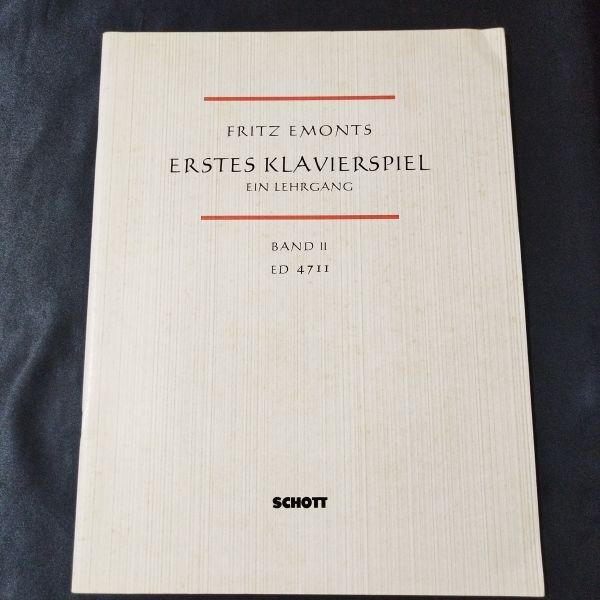 FRITZ EMONTS
ERSTES KLAVIERSPIEL
EIN LEHRGANG
BAND II
ED 4711
SCHOTT